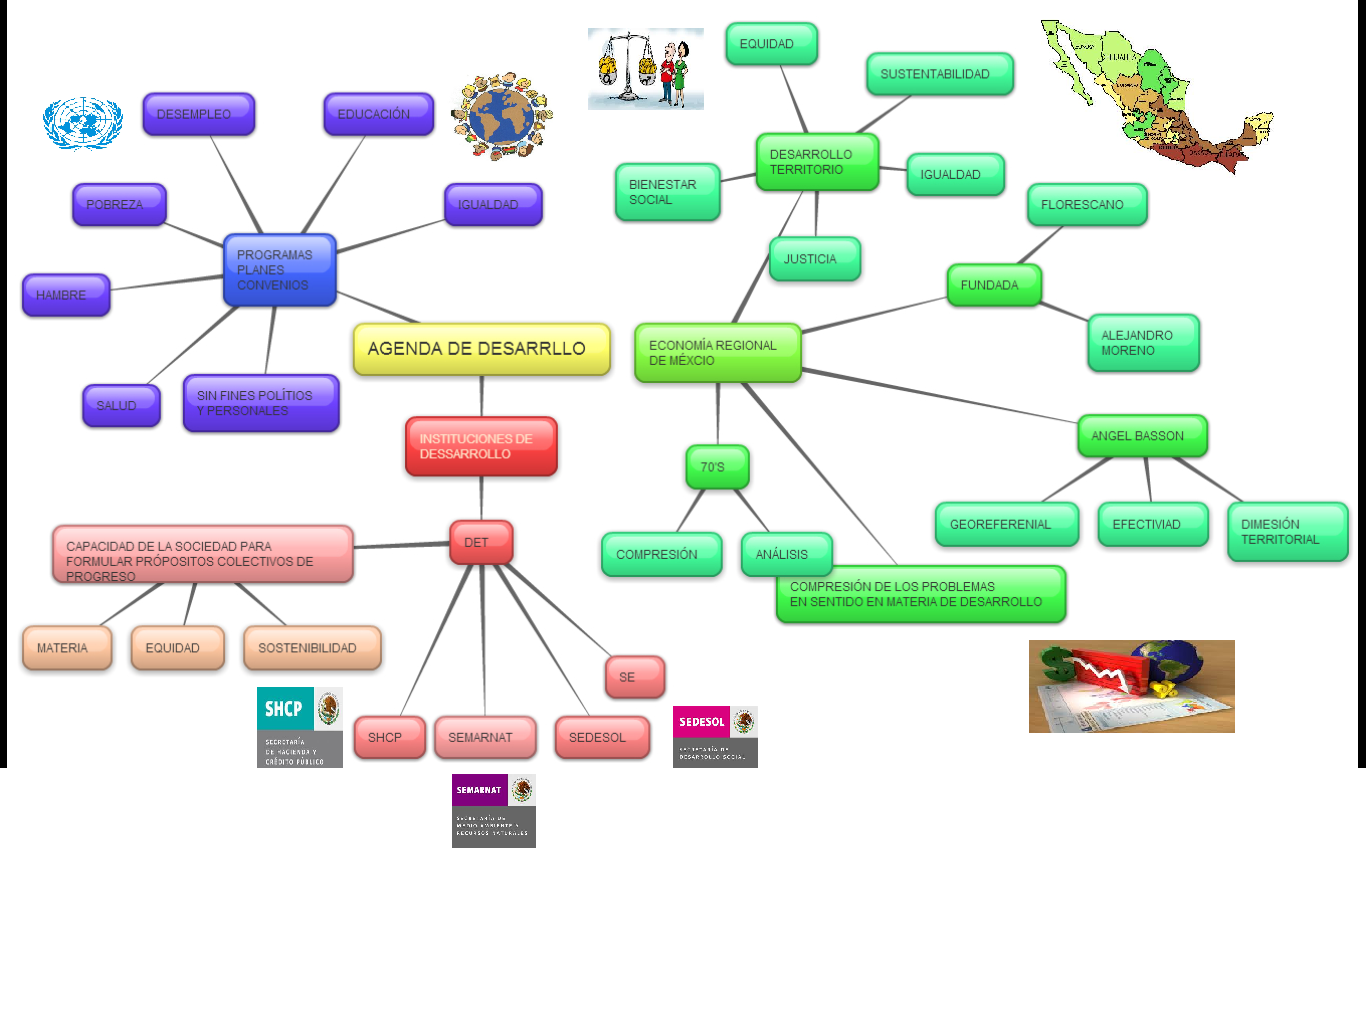 DESEMPLEO
EDUCACIÓN
POBREZA
IGUALDAD
PROGRAMAS
PLANES
CONVENIOS
HAMBRE
SALUD
SIN FINES POLÍTIOS
Y PERSONALES
AGENDA DE DESARRLLO
INSTITUCIONES DE
DESSARROLLO
DET
CAPACIDAD DE LA SOCIEDAD PARA
FORMULAR PRÓPOSITOS COLECTIVOS DE
PROGRESO
MATERIA
EQUIDAD
SOSTENIBILIDAD
SE
SHCP
SEMARNAT
SEDESOL
SHCP
SECRETARÍA
DE HACIENDA Y
CRÉDITO PÚBLICO
SEDESOL
SECRETARÍA DE
DESARROLLO SOCIAL
SEMARNAT
SECRETARÍA DE
MEDIO AMBIENTE Y
RECURSOS NATURALES
EQUIDAD
SUSTENTABILIDAD
DESARROLLO
TERRITORIO
IGUALDAD
BIENESTAR
SOCIAL
JUSTICIA
FLORESCANO
FUNDADA
ALEJANDRO
MORENO
ECONOMÍA REGIONAL
DE MÉXCIO
ANGEL BASSON
70'S
GEOREFERENIAL
EFECTIVIAD
DIMESIÓN
TERRITORIAL
COMPRESIÓN
ANÁLISIS
COMPRESIÓN DE LOS PROBLEMAS
EN SENTIDO EN MATERIA DE DESARROLLO